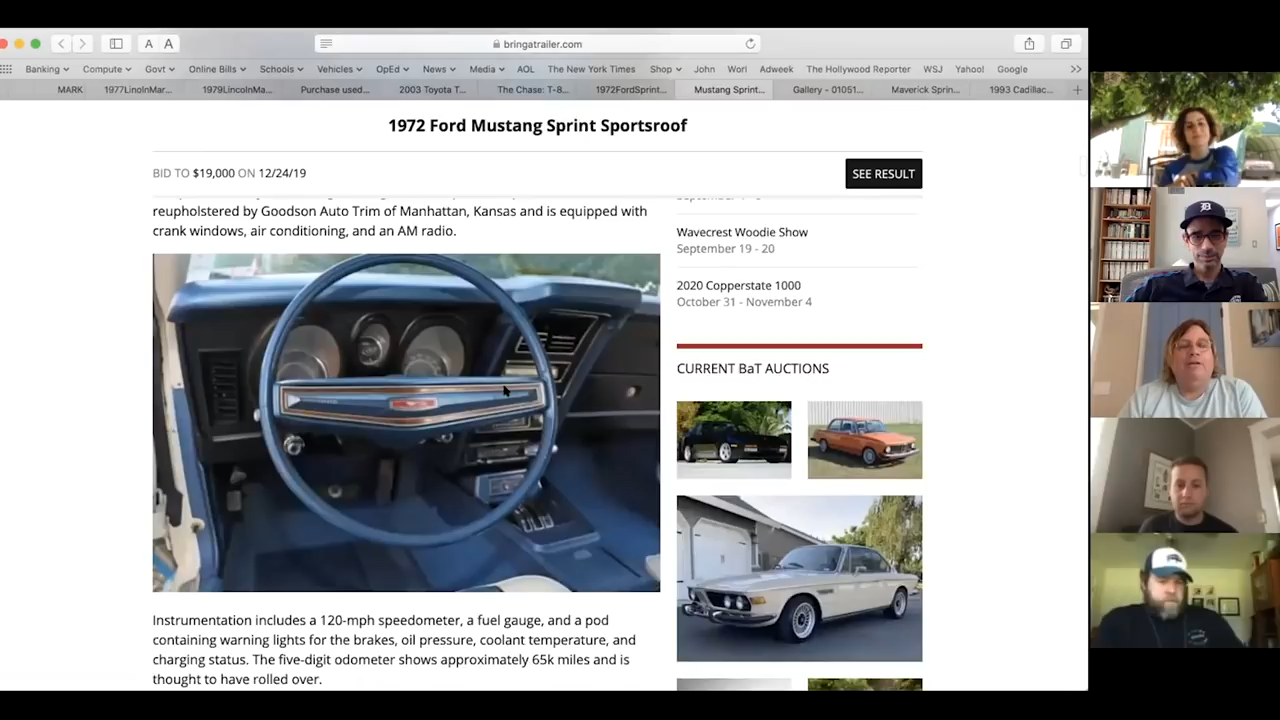 A A
bringatrailer.com
Banking Compute Govt Online Bills Schools Vehicles OpEd News Media AOL The New York Times Shop John Worl Adweek The Hollywood Reporter WSJ Yahoo! Google >>
MARK 1977LinolnMar... 1979LincolnMa... Purchase used... 2003 Toyota T... The Chase: T-8... 1972FordSprint... Mustang Sprint... Gallery - 01051... Maverick Sprin... 1993 Cadillac... +
1972 Ford Mustang Sprint Sportsroof
BID TO $19,000 ON 12/24/19
SEE RESULT
reupholstered by Goodson Auto Trim of Manhattan, Kansas and is equipped with
crank windows, air conditioning, and an AM radio.
Wavecrest Woodie Show
September 19 - 20
2020 Copperstate 1000
October 31 - November 4
CURRENT BaT AUCTIONS
Instrumentation includes a 120-mph speedometer, a fuel gauge, and a pod
containing warning lights for the brakes, oil pressure, coolant temperature, and
charging status. The five-digit odometer shows approximately 65k miles and is
thought to have rolled over.